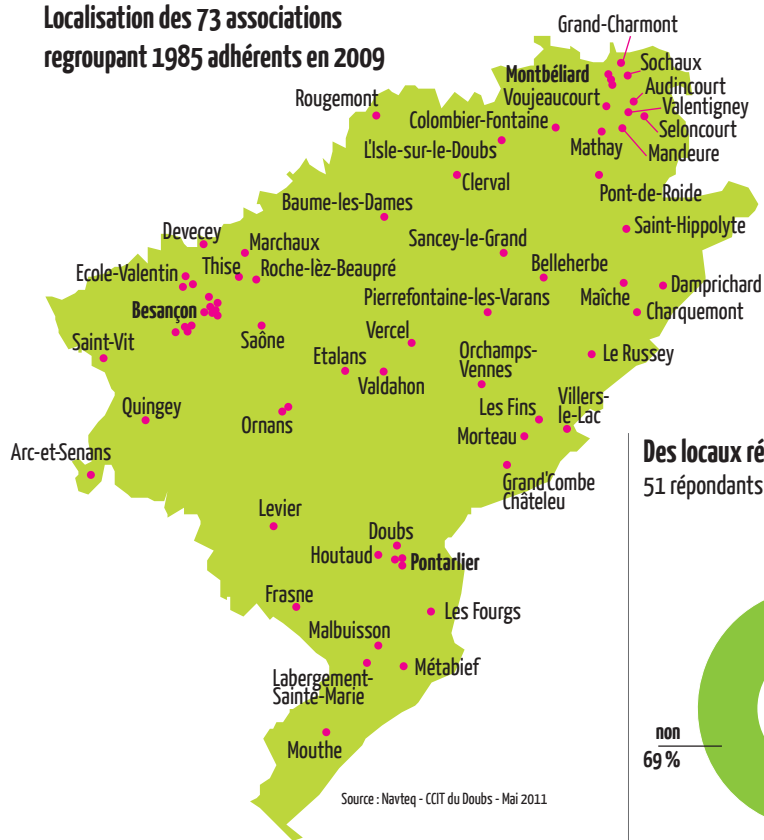 Localisation des 73 associations
regroupant 1985 adhérents en 2009
Grand-Charmont
Montbéliard
Sochaux
Audincourt
Rougemont
Voujeaucourt
Valentigney
Colombier-Fontaine
Seloncourt
L'Isle-sur-le-Doubs
Mathay
Mandeure
Clerval
Pont-de-Roide
Baume-les-Dames
Saint-Hippolyte
Devecey
Marchaux
Sancey-le-Grand
Ecole-Valentin
Thise
Roche-lèz-Beaupré
Belleherbe
Damprichard
Maîche
Besançon
Pierrefontaine-les-Varans
Charquemont
Saint-Vit
Saône
Vercel
Etalans
Orchamps-
Vennes
Le Russey
Valdahon
Quingey
Ornans
Les Fins
Villers-
le-Lac
Morteau
Arc-et-Senans
Grand'Combe
Châteleu
Des locaux ré
51 répondants
Levier
Doubs
Houtaud
Pontarlier
Frasne
Les Fourgs
Malbuisson
Métabief
Labergement-
Sainte-Marie
Mouthe
non
69 %
Source : Navteq - CCIT du Doubs - Mai 2011